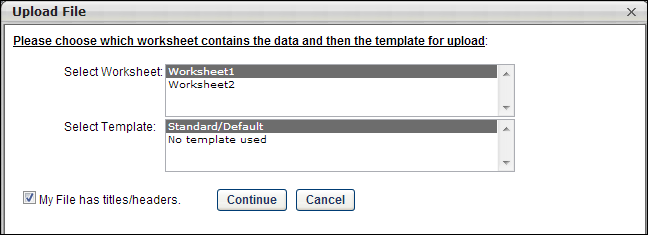 Upload File
Please choose which worksheet contains the data and then the template for upload:
Select Worksheet: Worksheet1
Worksheet2
Select Template: Standard/Default
No template used
My File has titles/headers. Continue Cancel